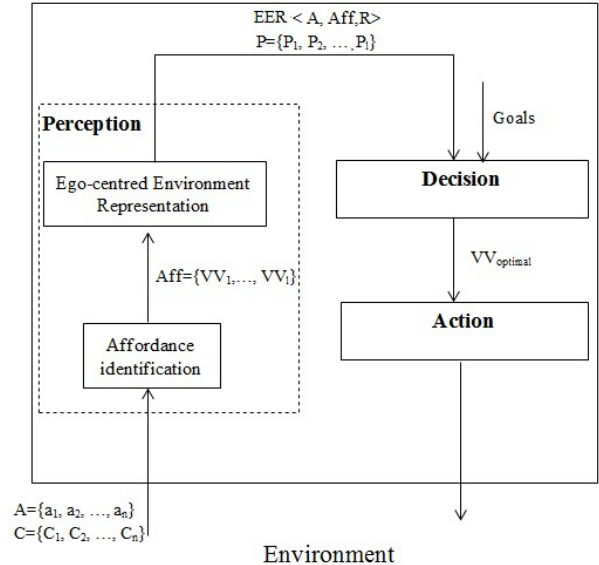 EER < A, Aff,R>
P={P₁, P₂, …, Pₗ}
Goals
Perception
Ego-centred Environment
Representation
Decision
Aff={VV₁,…, VVₗ}
VVoptimal
Affordance
identification
Action
A={a₁, a₂, …, aₙ}
C={C₁, C₂, …, Cₙ}
Environment